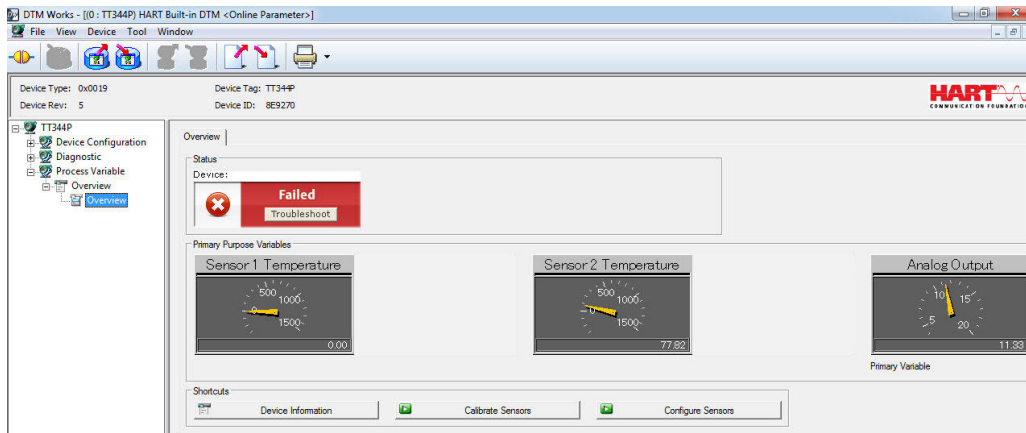 DTM Works - [(0 : TT344P) HART Built-in DTM <Online Parameter>]
File View Device Tool Window
Device Type: 0x0019
Device Tag: TT344P
Device Rev: 5
Device ID: 8E9270
HART
COMMUNICATION FOUNDATION
TT344P
Device Configuration
Diagnostic
Process Variable
Overview
Overview
Overview
Status
Device:
Failed
Troubleshoot
Primary Purpose Variables
Sensor 1 Temperature
0 500 1000 1500
0.00
Sensor 2 Temperature
0 500 1000 1500
77.82
Analog Output
5 10 15 20
11.33
Primary Variable
Shortcuts
Device Information
Calibrate Sensors
Configure Sensors